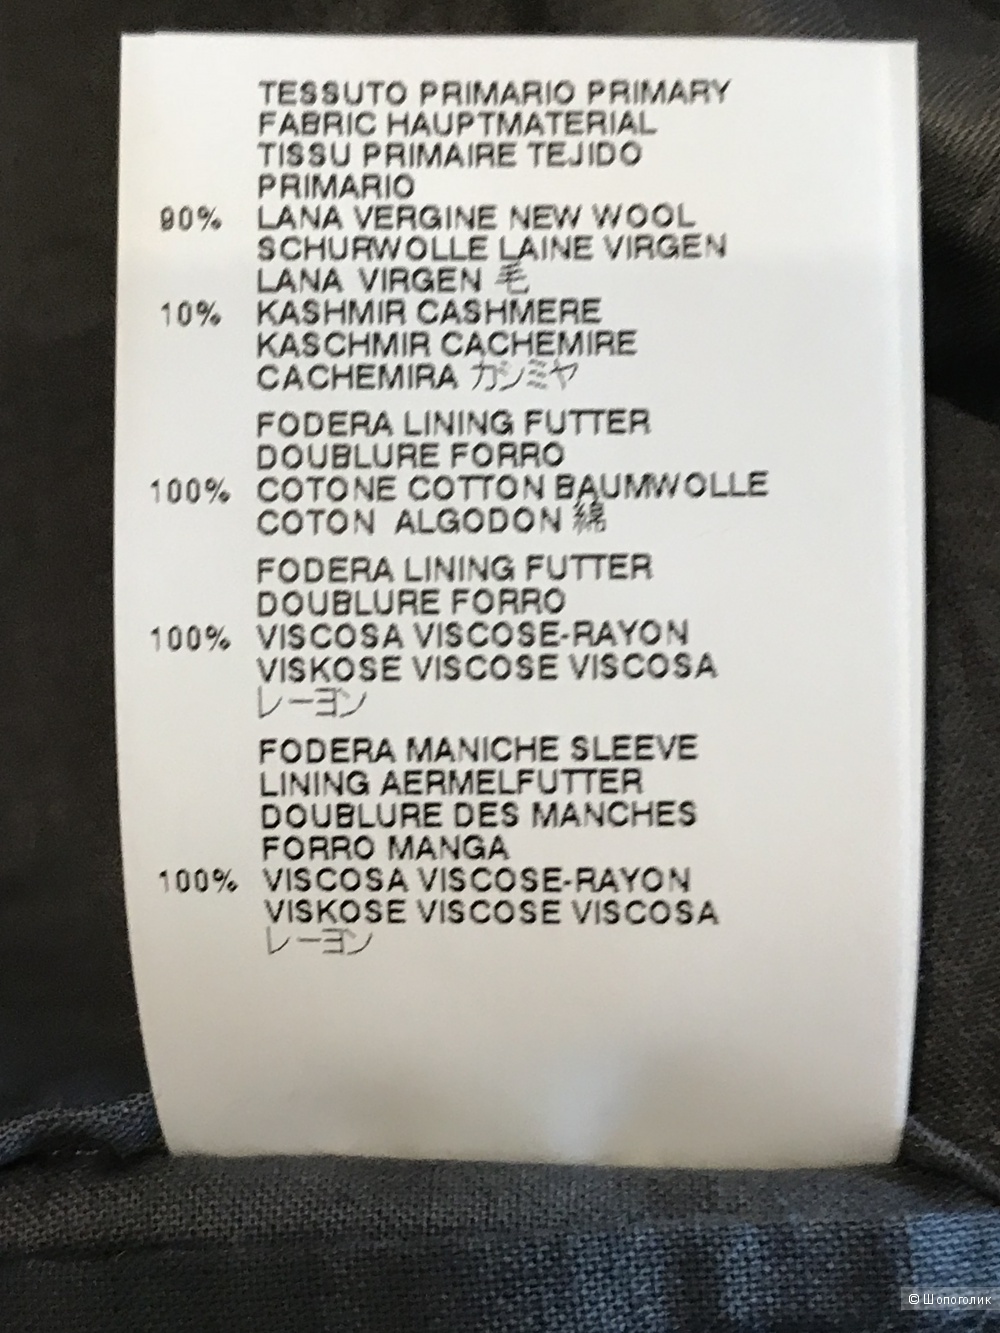 TESSUTO PRIMARIO PRIMARY
FABRIC HAUPTMATERIAL
TISSU PRIMAIRE TEJIDO
PRIMARIO
90% LANA VERGINE NEW WOOL
SCHURWOLLE LAINE VIRGEN
LANA VIRGEN 毛
10% KASHMIR CASHMERE
KASCHMIR CACHEMIRE
CACHEMIRA カシミヤ
FODERA LINING FUTTER
DOUBLURE FORRO
100% COTONE COTTON BAUMWOLLE
COTON ALGODON 綿
FODERA LINING FUTTER
DOUBLURE FORRO
100% VISCOSA VISCOSE-RAYON
VISKOSE VISCOSE VISCOSA
レーヨン
FODERA MANICHE SLEEVE
LINING AERMELFUTTER
DOUBLURE DES MANCHES
FORRO MANGA
100% VISCOSA VISCOSE-RAYON
VISKOSE VISCOSE VISCOSA
レーヨン
© Шопоголик